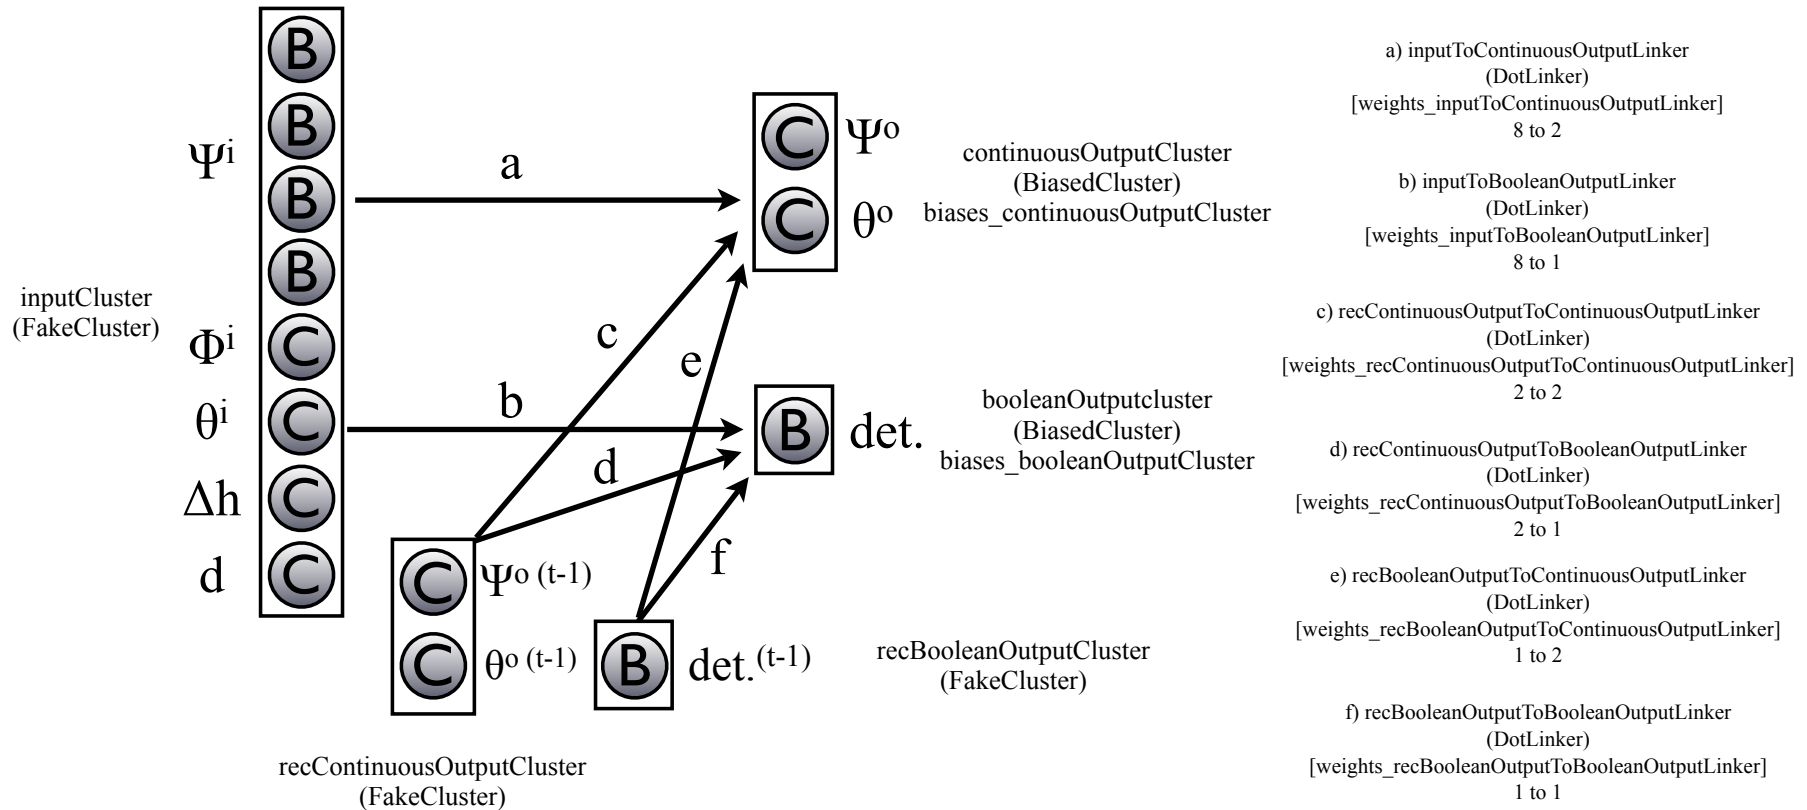 B
B
Ψi
B
B
inputCluster
(FakeCluster)
Φi
C
θi
C
Δh
C
d
C
a
b
c
d
e
f
C
Ψo
C
θo
continuousOutputCluster
(BiasedCluster)
biases_continuousOutputCluster
B
det.
booleanOutputcluster
(BiasedCluster)
biases_booleanOutputCluster
C
Ψo (t-1)
C
θo (t-1)
recContinuousOutputCluster
(FakeCluster)
B
det.(t-1)
recBooleanOutputCluster
(FakeCluster)
a) inputToContinuousOutputLinker
(DotLinker)
[weights_inputToContinuousOutputLinker]
8 to 2
b) inputToBooleanOutputLinker
(DotLinker)
[weights_inputToBooleanOutputLinker]
8 to 1
c) recContinuousOutputToContinuousOutputLinker
(DotLinker)
[weights_recContinuousOutputToContinuousOutputLinker]
2 to 2
d) recContinuousOutputToBooleanOutputLinker
(DotLinker)
[weights_recContinuousOutputToBooleanOutputLinker]
2 to 1
e) recBooleanOutputToContinuousOutputLinker
(DotLinker)
[weights_recBooleanOutputToContinuousOutputLinker]
1 to 2
f) recBooleanOutputToBooleanOutputLinker
(DotLinker)
[weights_recBooleanOutputToBooleanOutputLinker]
1 to 1